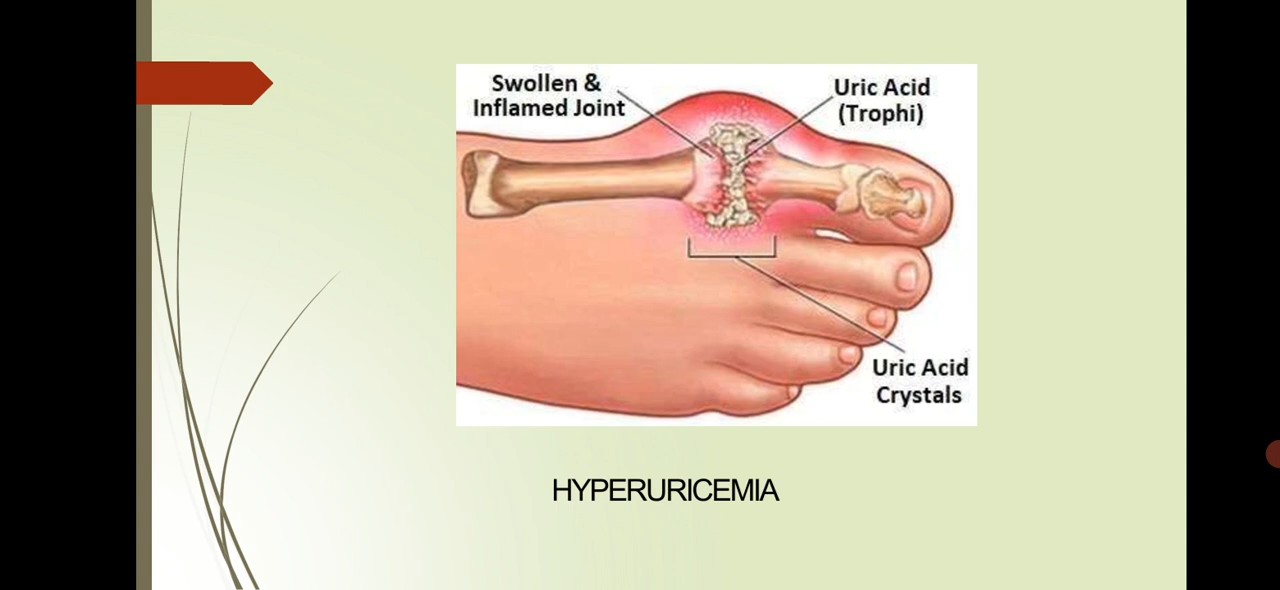 Swollen &
Inflamed Joint
Uric Acid
(Trophi)
Uric Acid
Crystals
HYPERURICEMIA